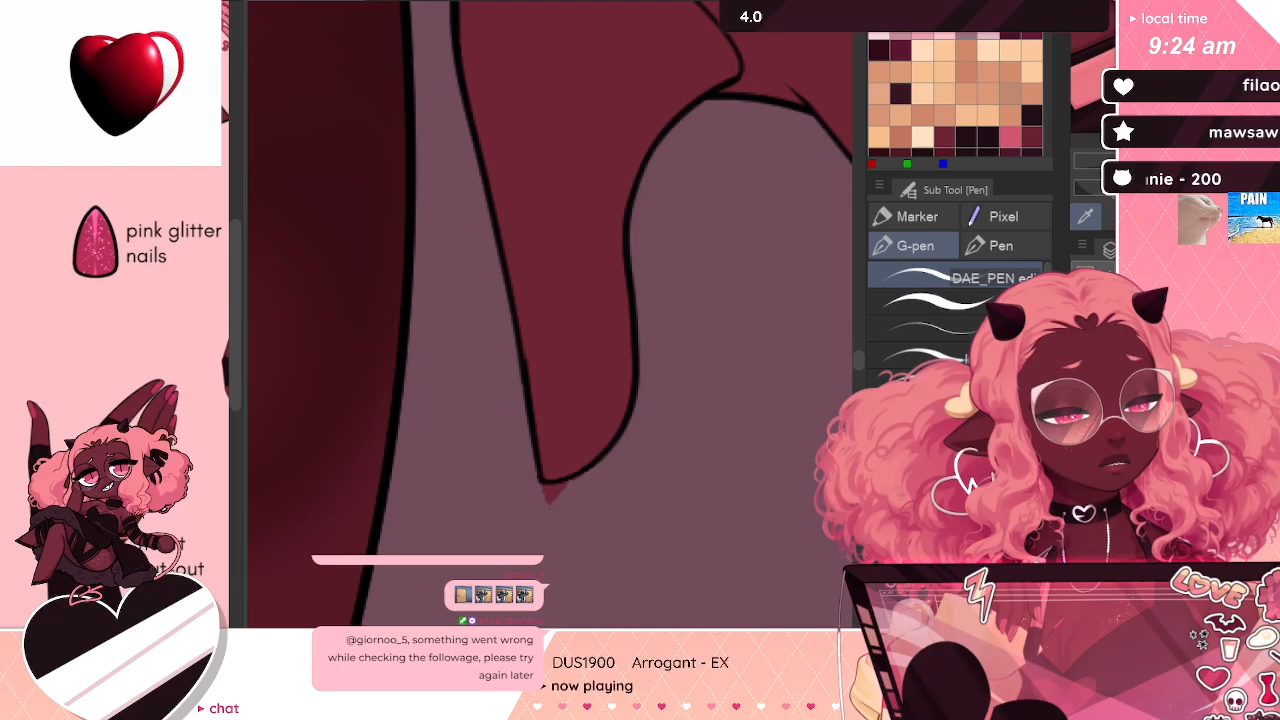 4.0
▸ local time
9:24 am
filao
mawsaw
nie - 200
PAIN
pink glitter
nails
Sub Tool [Pen]
Marker
Pixel
G-pen
Pen
DAE_PEN ed
@giornoo_5, something went wrong
while checking the followage, please try
again later
DUS1900 Arrogant - EX
now playing
▸ chat
LOVE